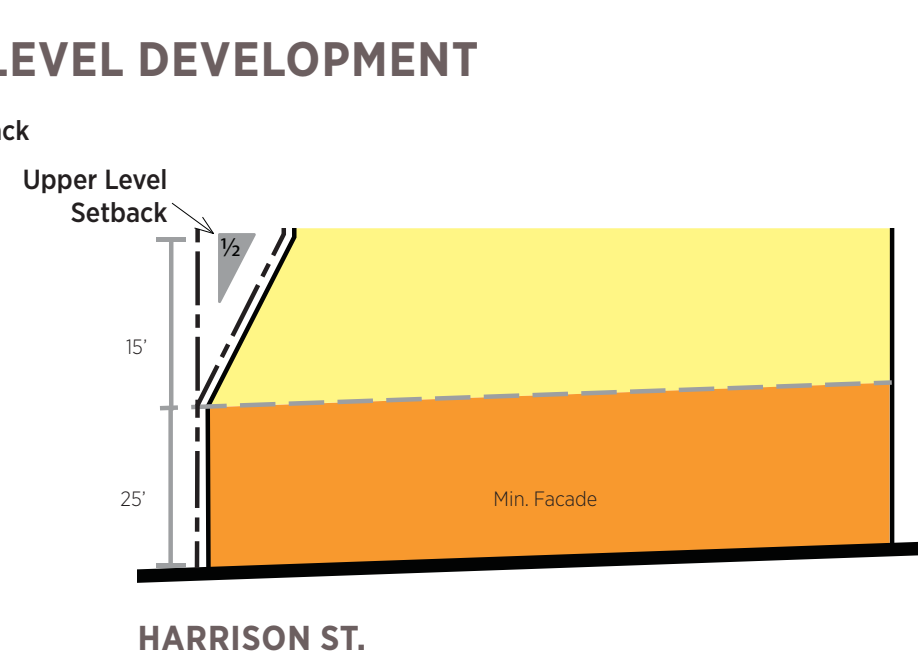 LEVEL DEVELOPMENT
ck
Upper Level
Setback
½
15’
25’
Min. Facade
HARRISON ST.